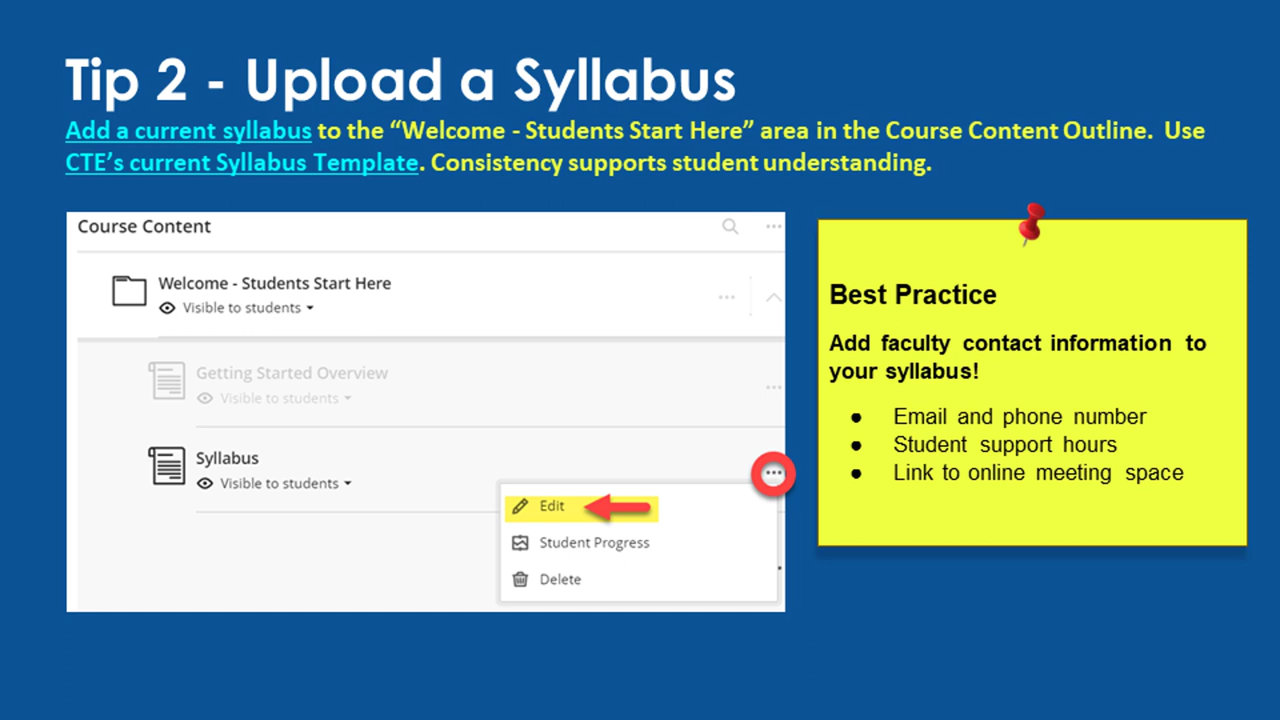 Tip 2 - Upload a Syllabus
Add a current syllabus to the “Welcome - Students Start Here” area in the Course Content Outline. Use
CTE’s current Syllabus Template. Consistency supports student understanding.
Course Content
Welcome - Students Start Here
Visible to students
Getting Started Overview
Visible to students
Syllabus
Visible to students
Edit
Student Progress
Delete
Best Practice
Add faculty contact information to
your syllabus!
● Email and phone number
● Student support hours
● Link to online meeting space